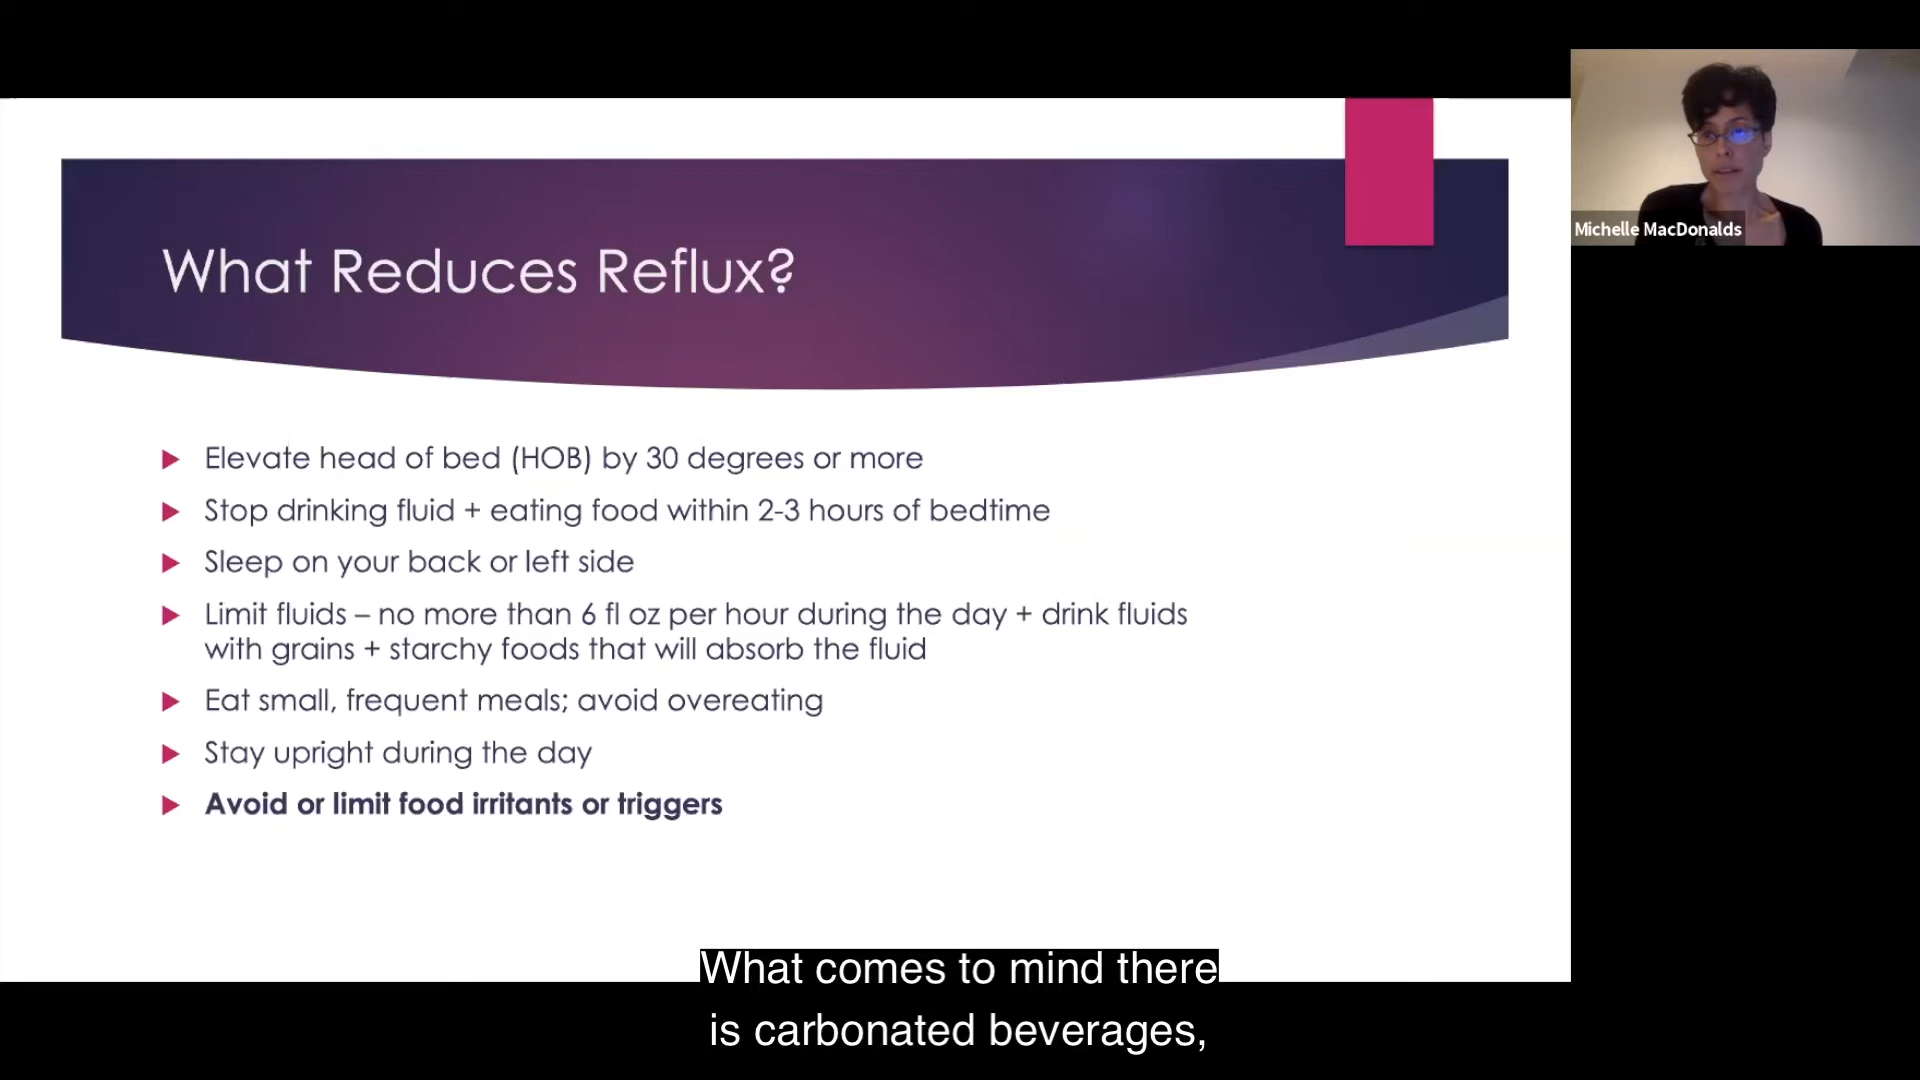 What Reduces Reflux?
Elevate head of bed (HOB) by 30 degrees or more
Stop drinking fluid + eating food within 2-3 hours of bedtime
Sleep on your back or left side
Limit fluids – no more than 6 fl oz per hour during the day + drink fluids
with grains + starchy foods that will absorb the fluid
Eat small, frequent meals; avoid overeating
Stay upright during the day
Avoid or limit food irritants or triggers
Michelle MacDonalds
What comes to mind there
is carbonated beverages,